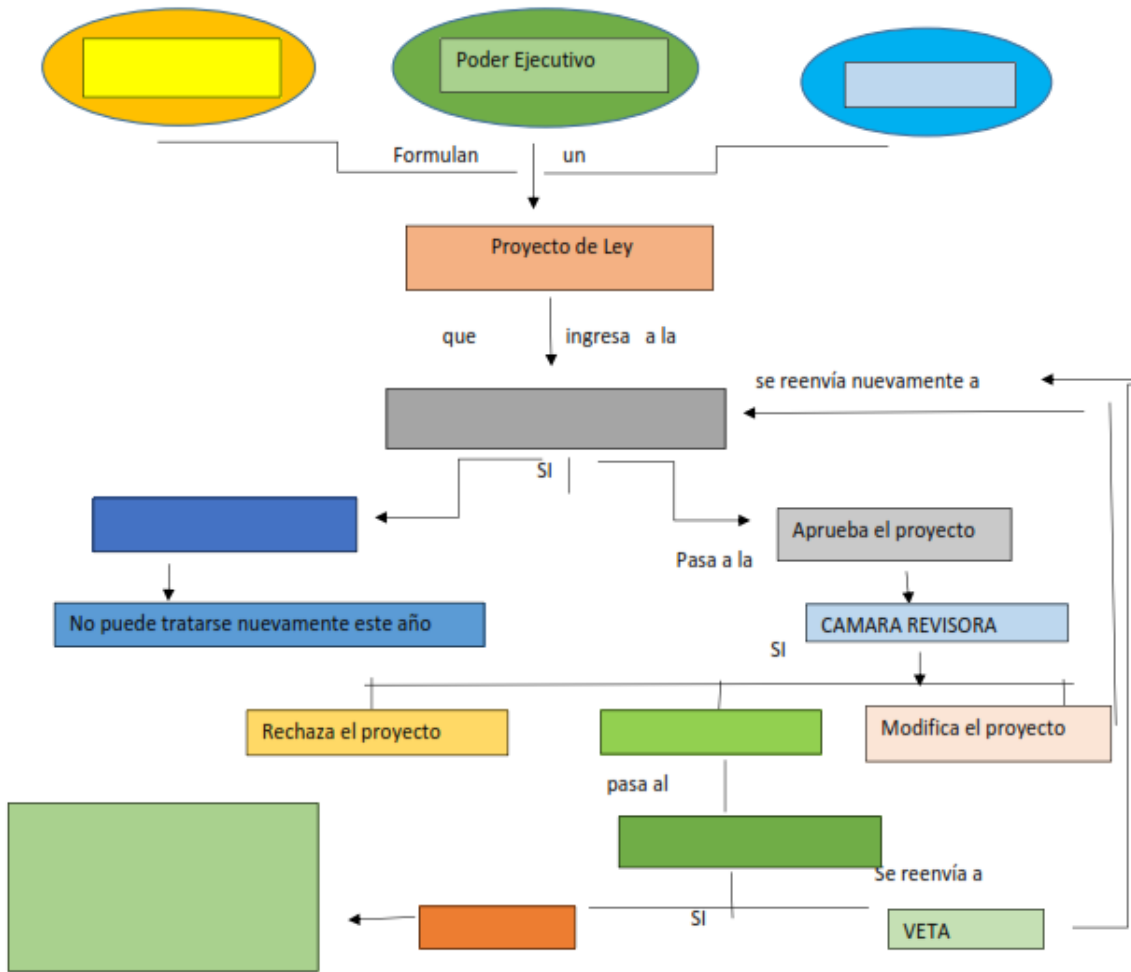 Poder Ejecutivo
Formulan un
Proyecto de Ley
que ingresa a la
se reenvía nuevamente a
SI
Aprueba el proyecto
Pasa a la
No puede tratarse nuevamente este año
CAMARA REVISORA
SI
Rechaza el proyecto
Modifica el proyecto
pasa al
Se reenvía a
SI
VETA